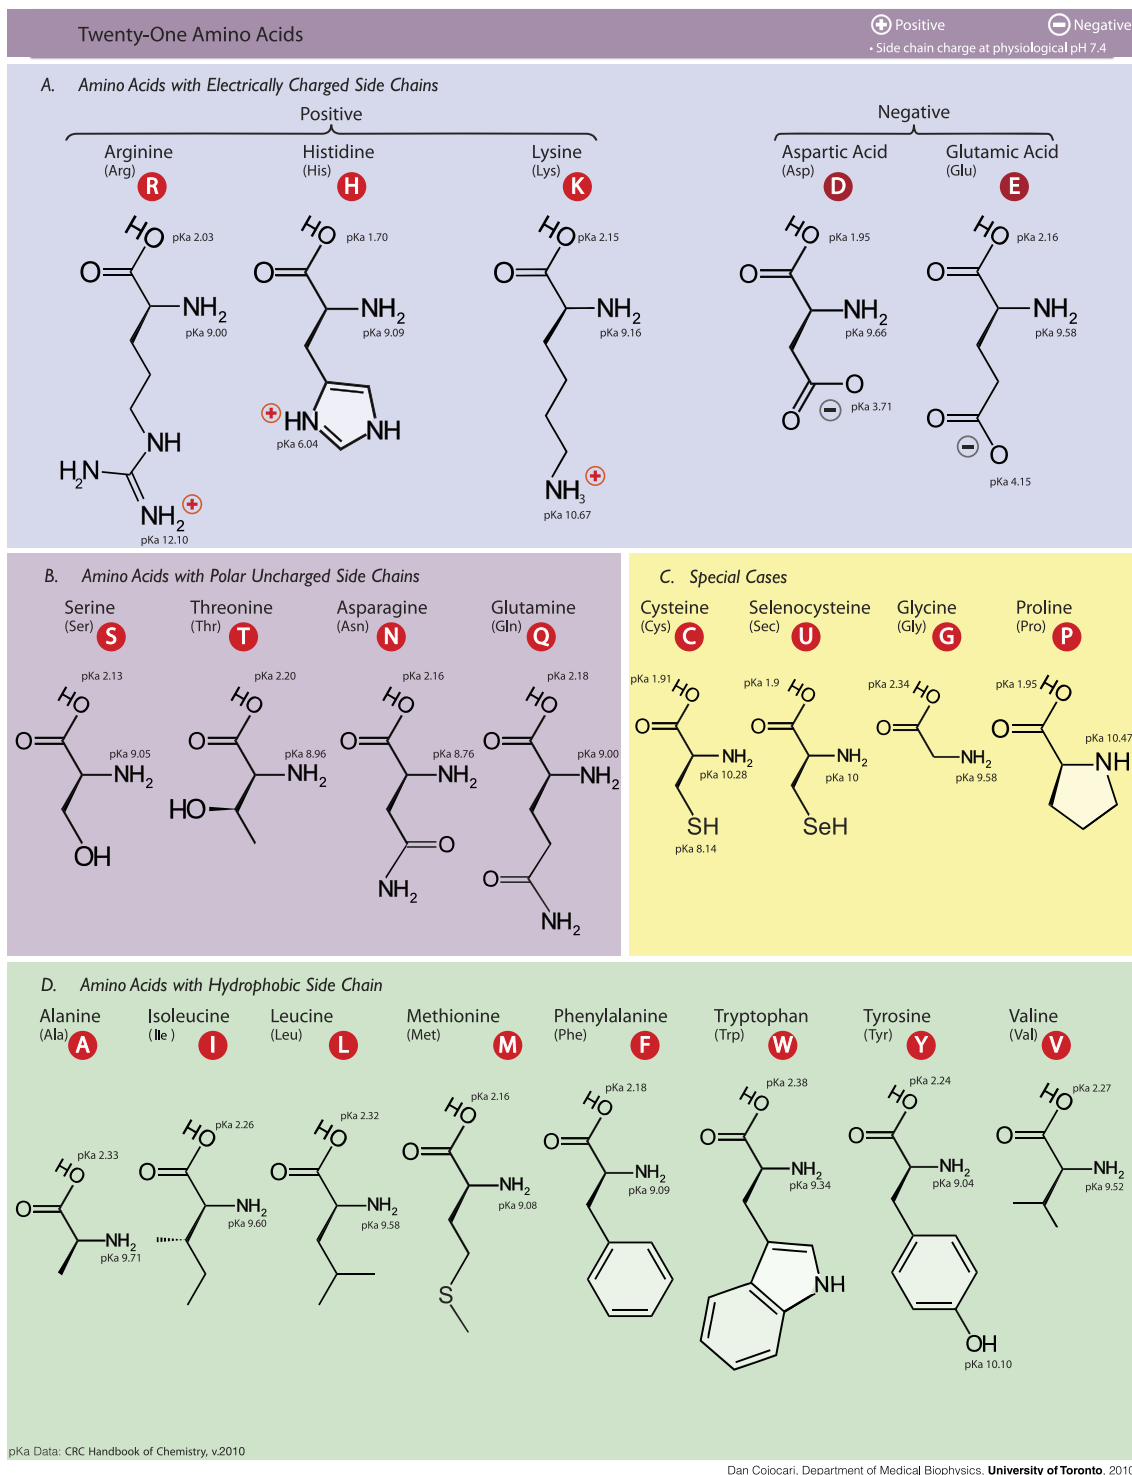 Twenty-One Amino Acids
Positive
Negative
• Side chain charge at physiological pH 7.4
A. Amino Acids with Electrically Charged Side Chains
Positive
Negative
Arginine
(Arg)
R
Histidine
(His)
H
Lysine
(Lys)
K
Aspartic Acid
(Asp)
D
Glutamic Acid
(Glu)
E
HO
pKa 2.03
O
NH2
pKa 9.00
NH
H2N
NH2
pKa 12.10
HO
pKa 1.70
O
NH2
pKa 9.09
HN
pKa 6.04
NH
HO
pKa 2.15
O
NH2
pKa 9.16
NH3
pKa 10.67
HO
pKa 1.95
O
NH2
pKa 9.66
O
O
pKa 3.71
HO
pKa 2.16
O
NH2
pKa 9.58
O
O
pKa 4.15
B. Amino Acids with Polar Uncharged Side Chains
Serine
(Ser)
S
Threonine
(Thr)
T
Asparagine
(Asn)
N
Glutamine
(Gln)
Q
pKa 2.13
HO
O
pKa 9.05
NH2
OH
pKa 2.20
HO
O
pKa 8.96
NH2
HO
pKa 2.16
HO
O
pKa 8.76
NH2
O
NH2
pKa 2.18
HO
O
pKa 9.00
NH2
O
NH2
C. Special Cases
Cysteine
(Cys)
C
Selenocysteine
(Sec)
U
Glycine
(Gly)
G
Proline
(Pro)
P
pKa 1.91
HO
O
NH2
pKa 10.28
SH
pKa 8.14
pKa 1.9
HO
O
NH2
pKa 10
SeH
pKa 2.34
HO
O
NH2
pKa 9.58
pKa 1.95
HO
O
pKa 10.47
NH
D. Amino Acids with Hydrophobic Side Chain
Alanine
(Ala)
A
Isoleucine
(Ile )
I
Leucine
(Leu)
L
Methionine
(Met)
M
Phenylalanine
(Phe)
F
Tryptophan
(Trp)
W
Tyrosine
(Tyr)
Y
Valine
(Val)
V
pKa 2.33
HO
O
NH2
pKa 9.71
pKa 2.26
HO
O
NH2
pKa 9.60
pKa 2.32
HO
O
NH2
pKa 9.58
pKa 2.16
HO
O
NH2
pKa 9.08
S
pKa 2.18
HO
O
NH2
pKa 9.09
pKa 2.38
HO
O
NH2
pKa 9.34
NH
pKa 2.24
HO
O
NH2
pKa 9.04
OH
pKa 10.10
pKa 2.27
HO
O
NH2
pKa 9.52
pKa Data: CRC Handbook of Chemistry, v.2010
Dan Cojocari, Department of Medical Biophysics, University of Toronto, 2010